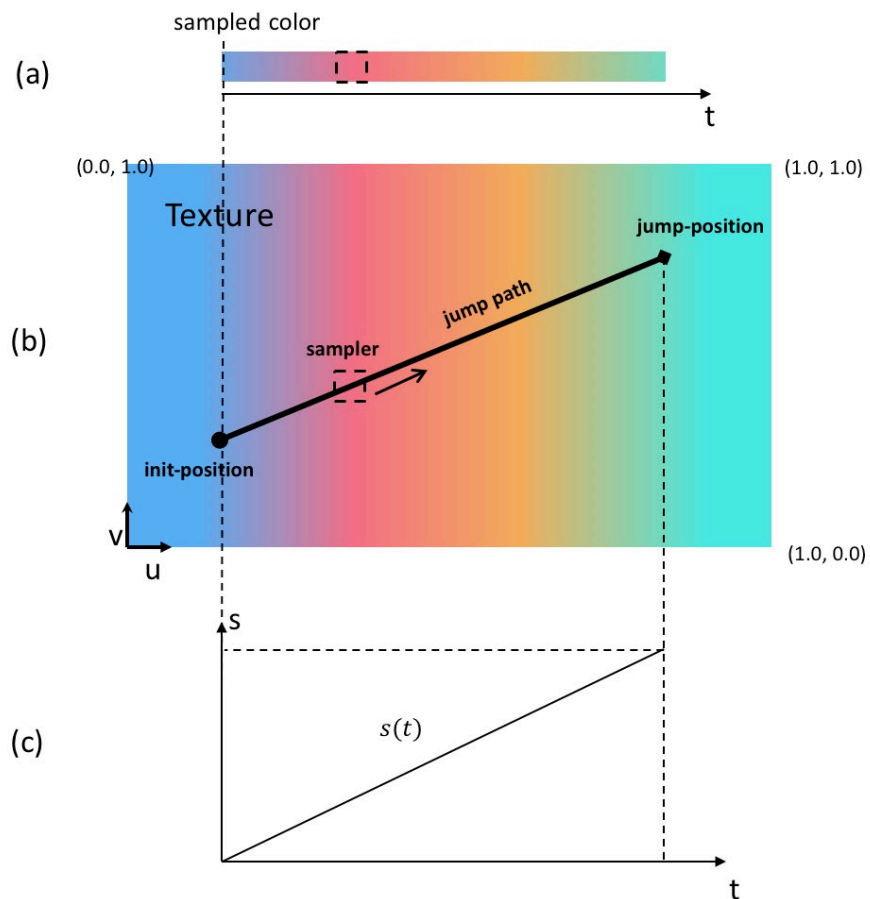 sampled color
(a)
t
(0.0, 1.0)
(1.0, 1.0)
Texture
jump-position
jump path
(b)
sampler
init-position
v
u
(1.0, 0.0)
s
s(t)
(c)
t